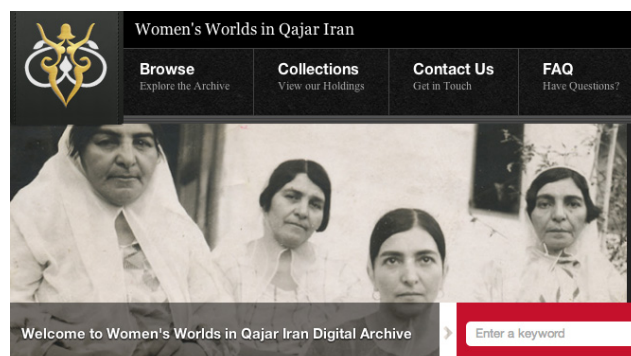 Women's Worlds in Qajar Iran
Browse
Explore the Archive
Collections
View our Holdings
Contact Us
Get in Touch
FAQ
Have Questions?
Welcome to Women's Worlds in Qajar Iran Digital Archive
Enter a keyword